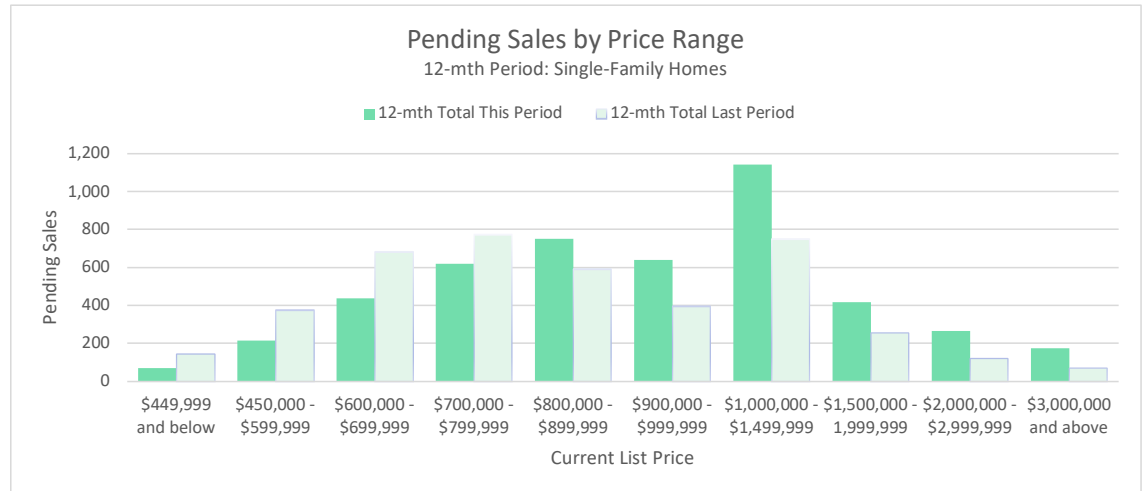 Pending Sales by Price Range
12-mth Period: Single-Family Homes
12-mth Total This Period 12-mth Total Last Period
1,200
1,000
800
600
400
200
0
Pending Sales
$449,999 and below
$450,000 - $599,999
$600,000 - $699,999
$700,000 - $799,999
$800,000 - $899,999
$900,000 - $999,999
$1,000,000 - $1,499,999
$1,500,000 - 1,999,999
$2,000,000 - $2,999,999
$3,000,000 and above
Current List Price